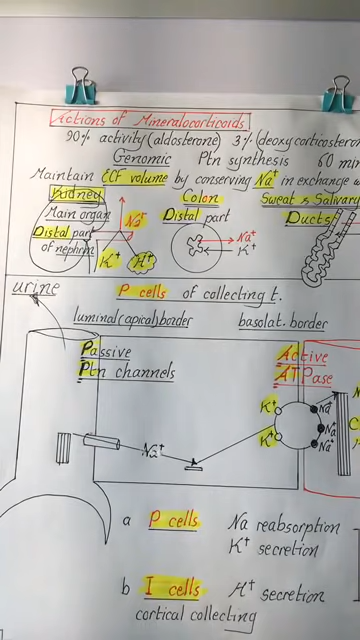 Actions of Mineralocorticoids
90% activity (aldosterone) 3% (deoxycorticosteron
Genomic Ptn synthesis 60 min
Maintain ECF volume by conserving Na+ in exchange
Kidney
Main organ
Distal part
of nephrin
Na+
K+ H+
Colon
Distal part
Na+
K+
Sweat & Salivary
Ducts
urine
P cells of collecting t.
luminal (apical) border basolat. border
Passive
Ptn channels
Active
ATPase
K+
K+
Na+
Na+
Na+
Na+
a P cells Na reabsorption
K+ secretion
b I cells H+ secretion
cortical collecting